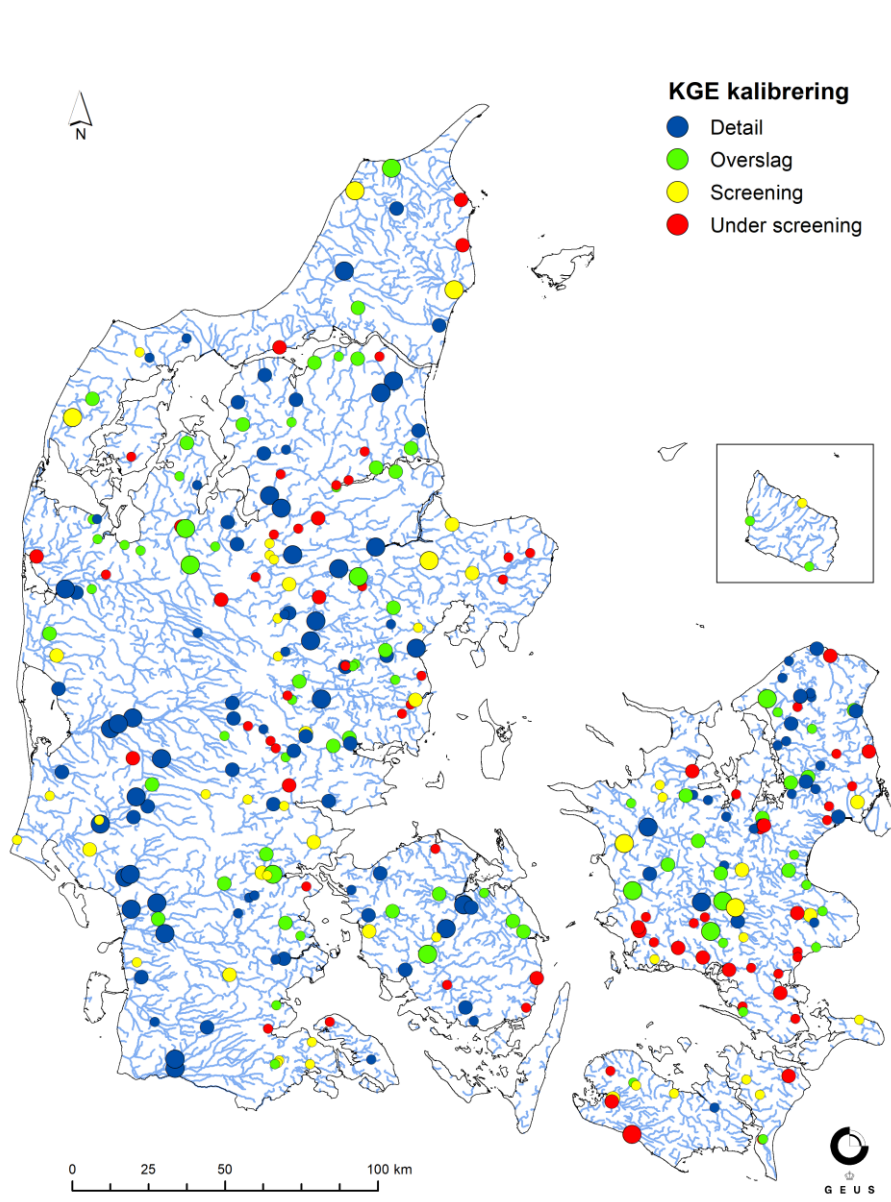 KGE kalibrering
Detail
Overslag
Screening
Under screening
N
0 25 50 100 km
G E U S